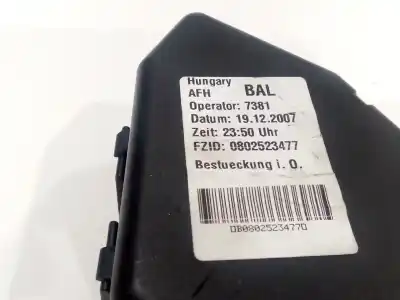 Hungary
AFH BAL
Operator: 7381
Datum: 19.12.2007
Zeit: 23:50 Uhr
FZID: 0802523477
Bestueckung i.O.
DB0802523477D